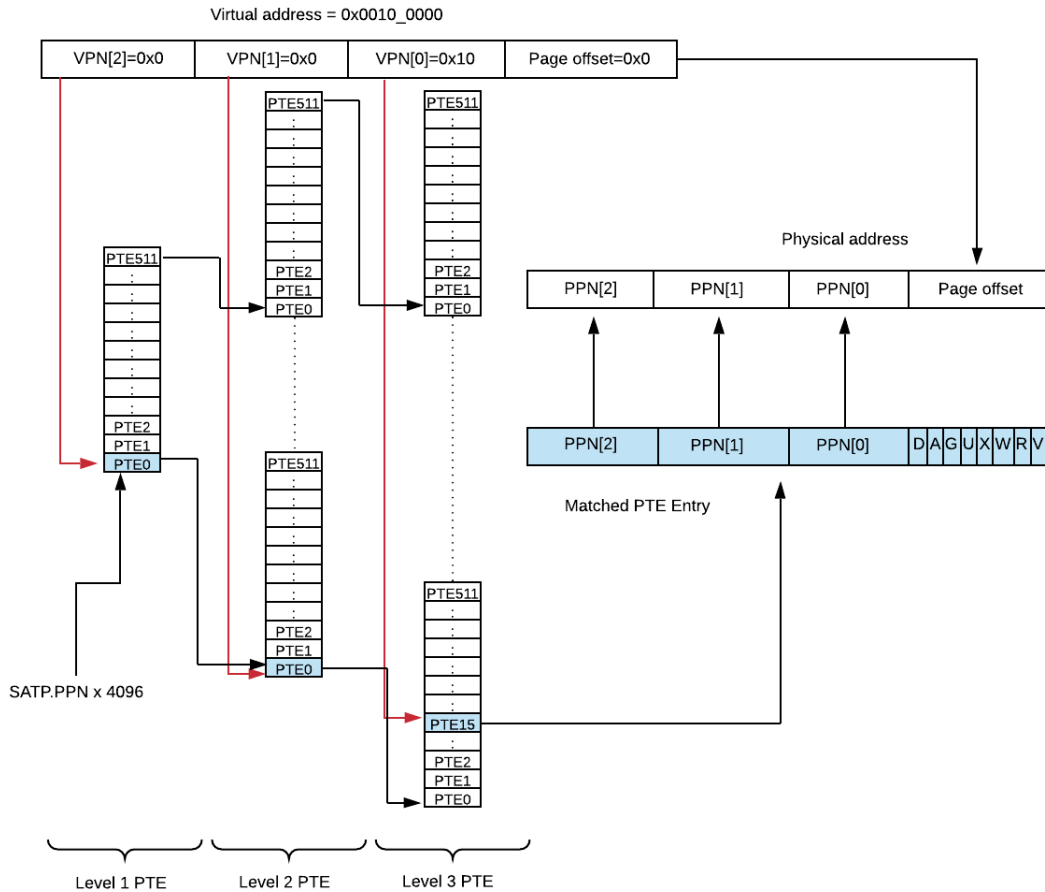 Virtual address = 0x0010_0000
VPN[2]=0x0 VPN[1]=0x0 VPN[0]=0x10 Page offset=0x0
PTE511
:
:
:
:
:
:
:
:
PTE2
PTE1
PTE0
PTE511
:
:
:
:
:
:
:
:
PTE2
PTE1
PTE0
PTE511
:
:
:
:
:
:
:
:
PTE2
PTE1
PTE0
PTE511
:
:
:
:
:
:
:
:
PTE2
PTE1
PTE0
PTE511
:
:
:
:
:
:
PTE15
:
PTE2
PTE1
PTE0
SATP.PPN x 4096
Physical address
PPN[2] PPN[1] PPN[0] Page offset
PPN[2] PPN[1] PPN[0] D A G U X W R V
Matched PTE Entry
Level 1 PTE Level 2 PTE Level 3 PTE